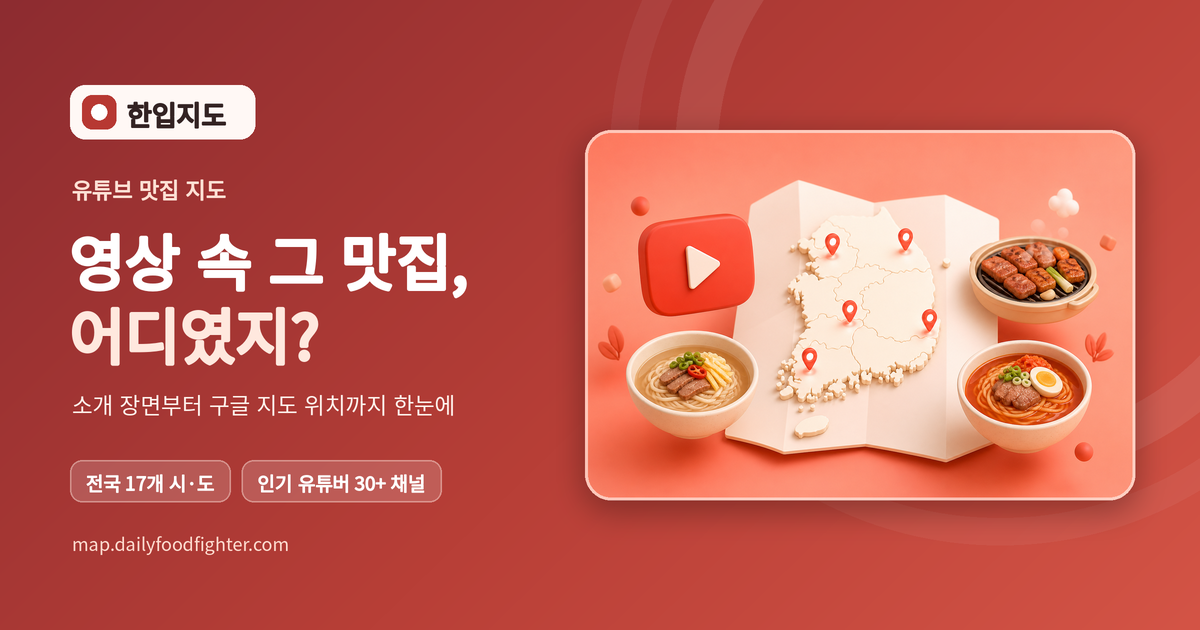 한입지도
유튜브 맛집 지도
영상 속 그 맛집,
어디였지?
소개 장면부터 구글 지도 위치까지 한눈에
전국 17개 시·도
인기 유튜버 30+ 채널
map.dailyfoodfighter.com